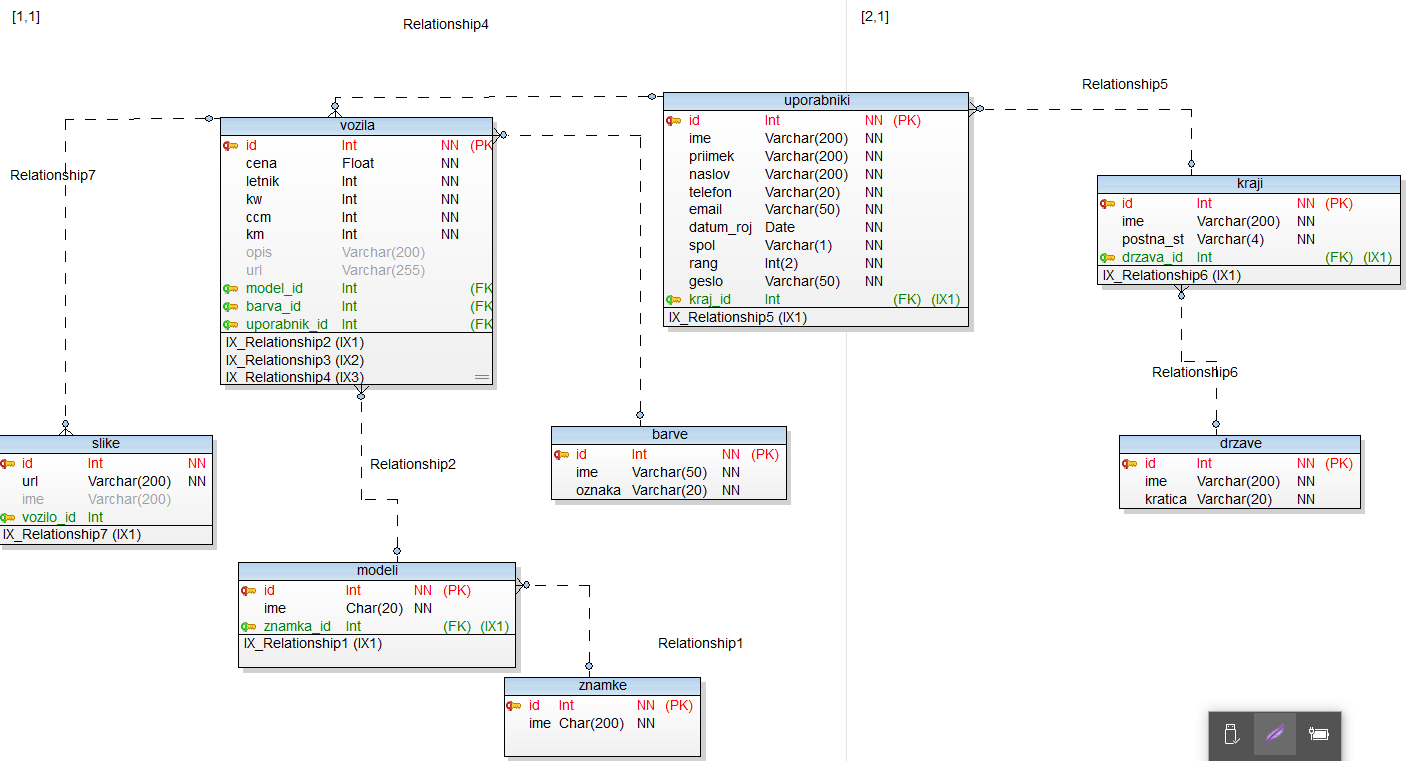 [1,1]
Relationship4
[2,1]
Relationship5
Relationship7
vozila
id Int NN (PK
cena Float NN
letnik Int NN
kw Int NN
ccm Int NN
km Int NN
opis Varchar(200)
url Varchar(255)
model_id Int (FK
barva_id Int (FK
uporabnik_id Int (FK
IX_Relationship2 (IX1)
IX_Relationship3 (IX2)
IX_Relationship4 (IX3)
uporabniki
id Int NN (PK)
ime Varchar(200) NN
priimek Varchar(200) NN
naslov Varchar(200) NN
telefon Varchar(20) NN
email Varchar(50) NN
datum_roj Date NN
spol Varchar(1) NN
rang Int(2) NN
geslo Varchar(50) NN
kraj_id Int (FK) (IX1)
IX_Relationship5 (IX1)
kraji
id Int NN (PK)
ime Varchar(200) NN
postna_st Varchar(4) NN
drzava_id Int (FK) (IX1)
IX_Relationship6 (IX1)
Relationship6
slike
id Int NN
url Varchar(200) NN
ime Varchar(200)
vozilo_id Int
IX_Relationship7 (IX1)
Relationship2
barve
id Int NN (PK)
ime Varchar(50) NN
oznaka Varchar(20) NN
drzave
id Int NN (PK)
ime Varchar(200) NN
kratica Varchar(20) NN
modeli
id Int NN (PK)
ime Char(20) NN
znamka_id Int (FK) (IX1)
IX_Relationship1 (IX1)
Relationship1
znamke
id Int NN (PK)
ime Char(200) NN